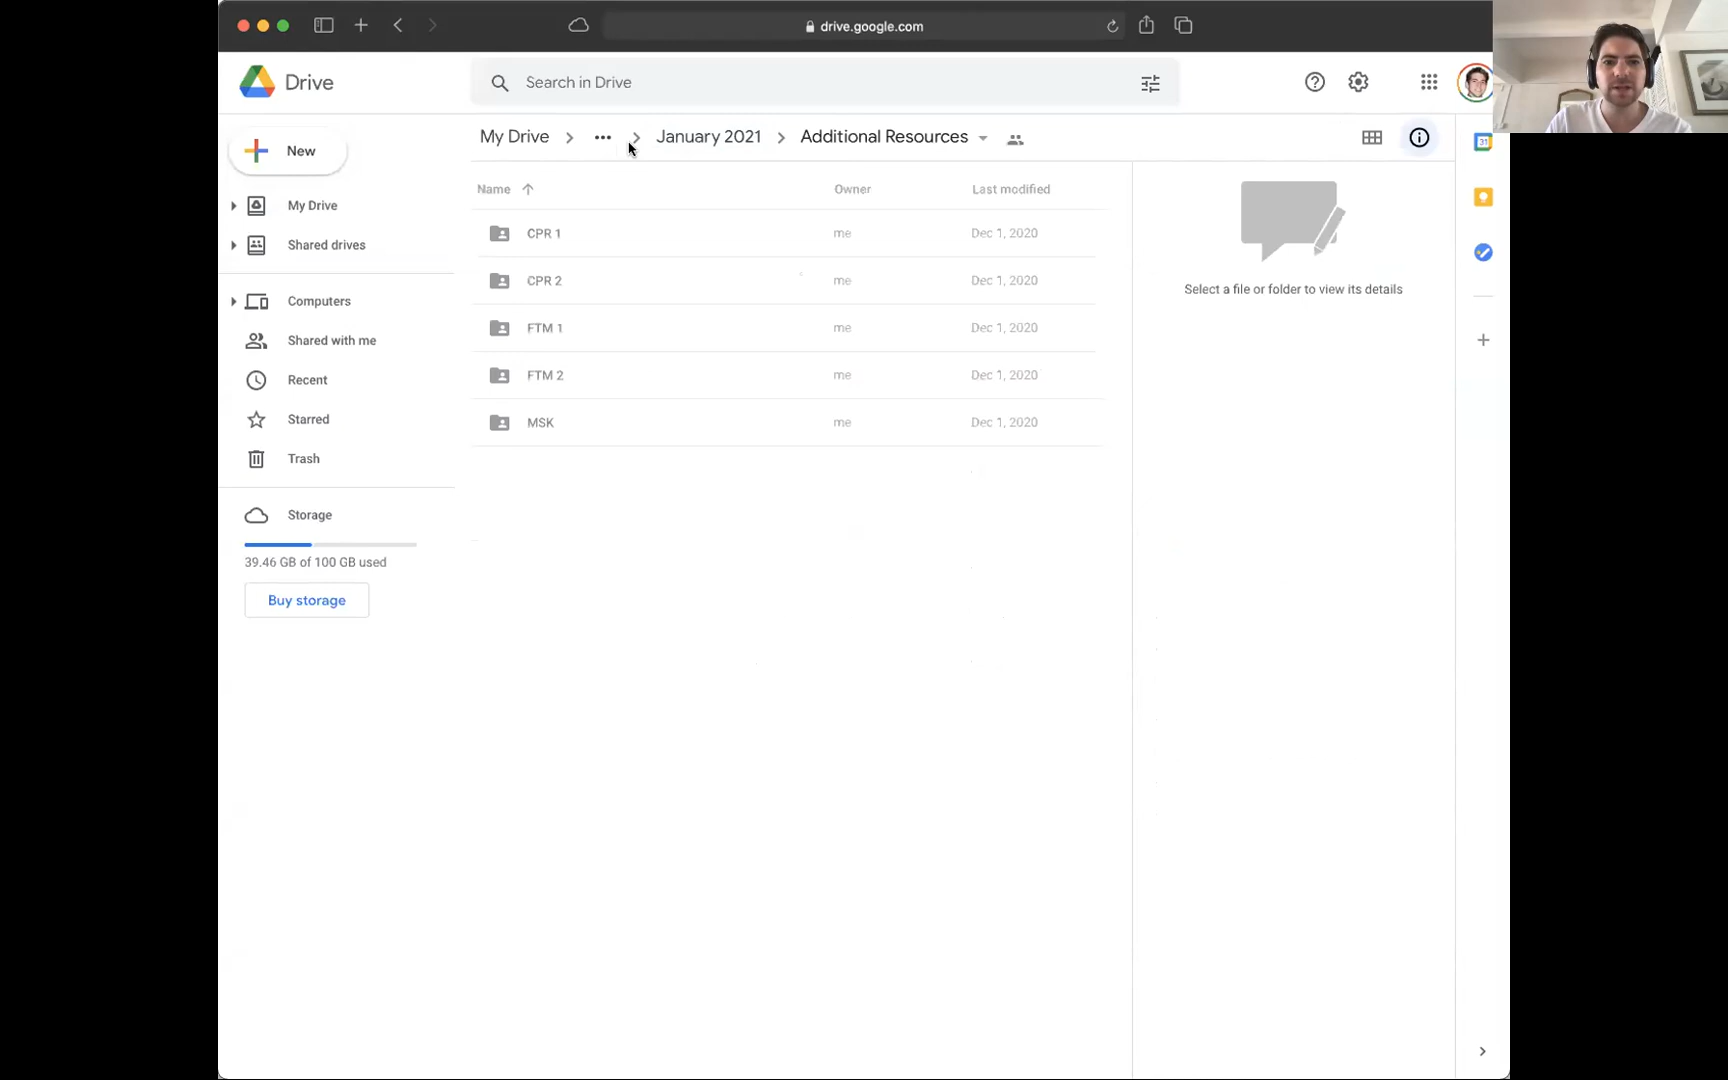 drive.google.com
Drive
Search in Drive
New
My Drive
Shared drives
Computers
Shared with me
Recent
Starred
Trash
Storage
39.46 GB of 100 GB used
Buy storage
My Drive > ••• > January 2021 > Additional Resources
Name Owner Last modified
CPR 1 me Dec 1, 2020
CPR 2 me Dec 1, 2020
FTM 1 me Dec 1, 2020
FTM 2 me Dec 1, 2020
MSK me Dec 1, 2020
Select a file or folder to view its details
31